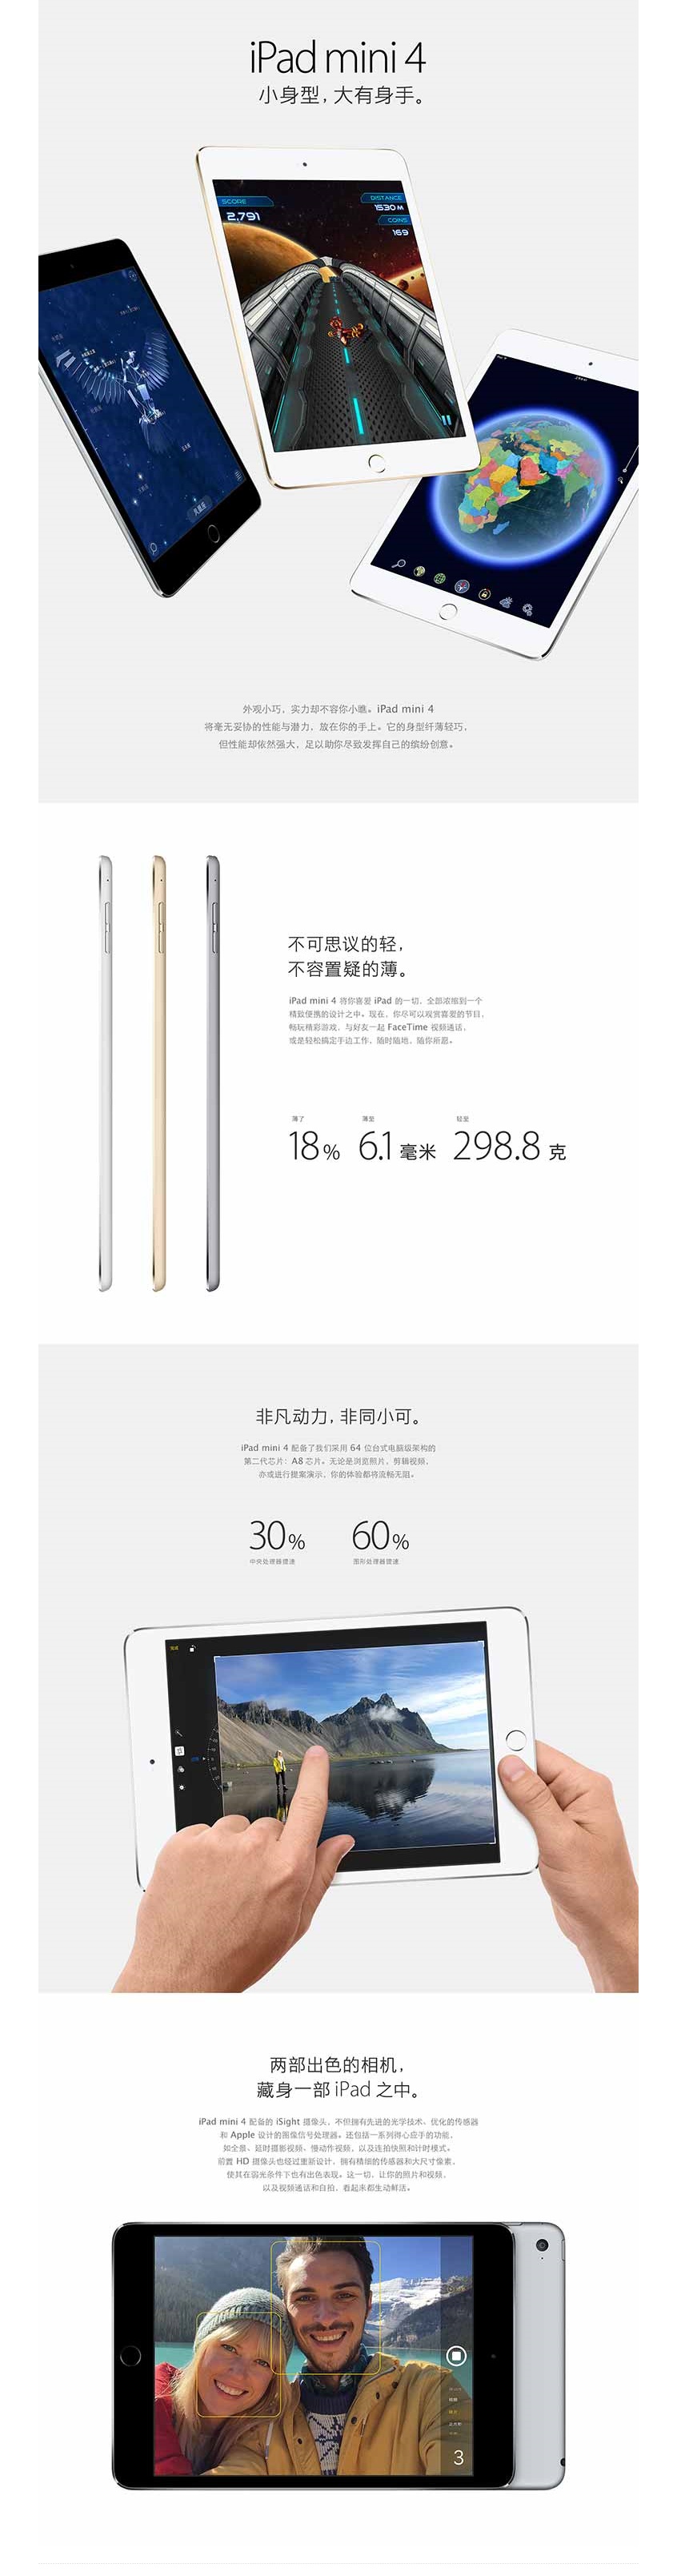 iPad mini 4
小身型，大有身手。
SCORE
2,791
DISTANCE
1530 M
COINS
169
外观小巧，实力却不容你小瞧。iPad mini 4
将毫无妥协的性能与潜力，放在你的手上。它的身型纤薄轻巧，
但性能却依然强大，足以助你尽致发挥自己的缤纷创意。
不可思议的轻，
不容置疑的薄。
iPad mini 4 将你喜爱 iPad 的一切，全部浓缩到一个
精致便携的设计之中。现在，你尽可以观赏喜爱的节目，
畅玩精彩游戏，与好友一起 FaceTime 视频通话，
或是轻松搞定手边工作，随时随地，随你所愿。
薄了 薄至 轻至
18% 6.1 毫米 298.8 克
非凡动力，非同小可。
iPad mini 4 配备了我们采用 64 位台式电脑级架构的
第二代芯片：A8 芯片。无论是浏览照片，剪辑视频，
亦或进行提案演示，你的体验都将流畅无阻。
30% 60%
中央处理器提速 图形处理器提速
完成
两部出色的相机，
藏身一部 iPad 之中。
iPad mini 4 配备的 iSight 摄像头，不但拥有先进的光学技术、优化的传感器
和 Apple 设计的图像信号处理器。还包括一系列得心应手的功能，
如全景、延时摄影视频、慢动作视频，以及连拍快照和计时模式。
前置 HD 摄像头也经过重新设计，拥有精细的传感器和大尺寸像素，
使其在弱光条件下也有出色表现。这一切，让你的照片和视频，
以及视频通话和自拍，看起来都生动鲜活。
3